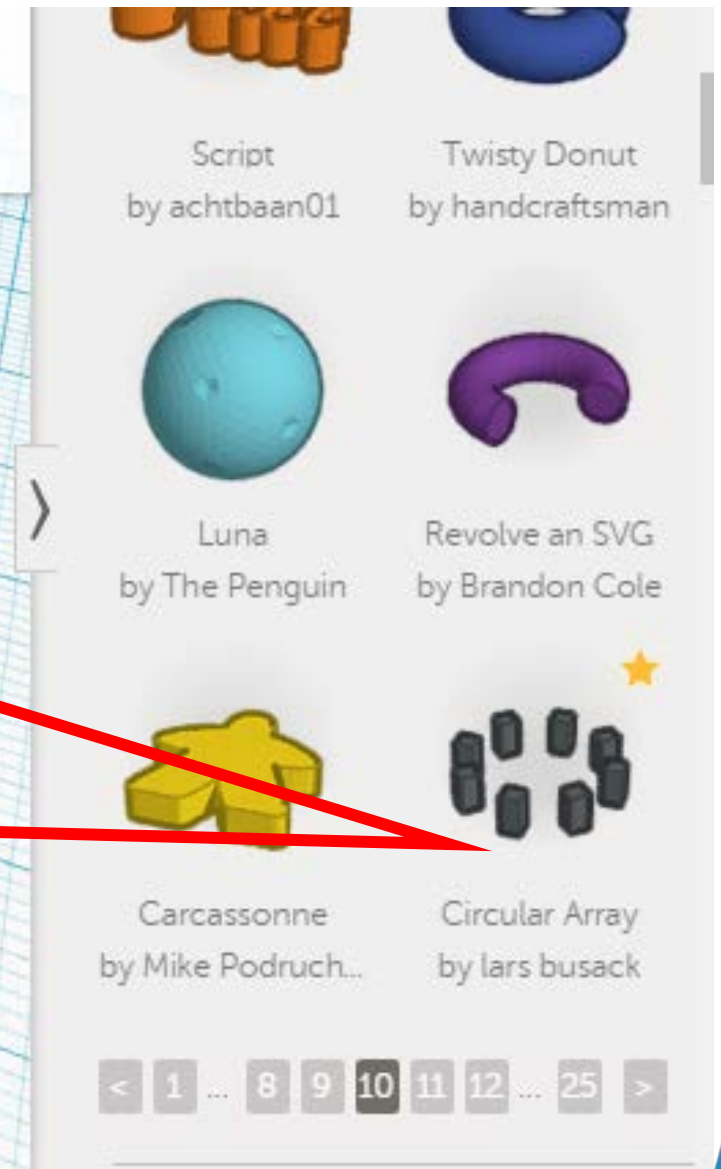 Script
by achtbaan01
Twisty Donut
by handcraftsman
Luna
by The Penguin
Revolve an SVG
by Brandon Cole
Carcassonne
by Mike Podruch...
Circular Array
by lars busack
< 1 ... 8 9 10 11 12 ... 25 >